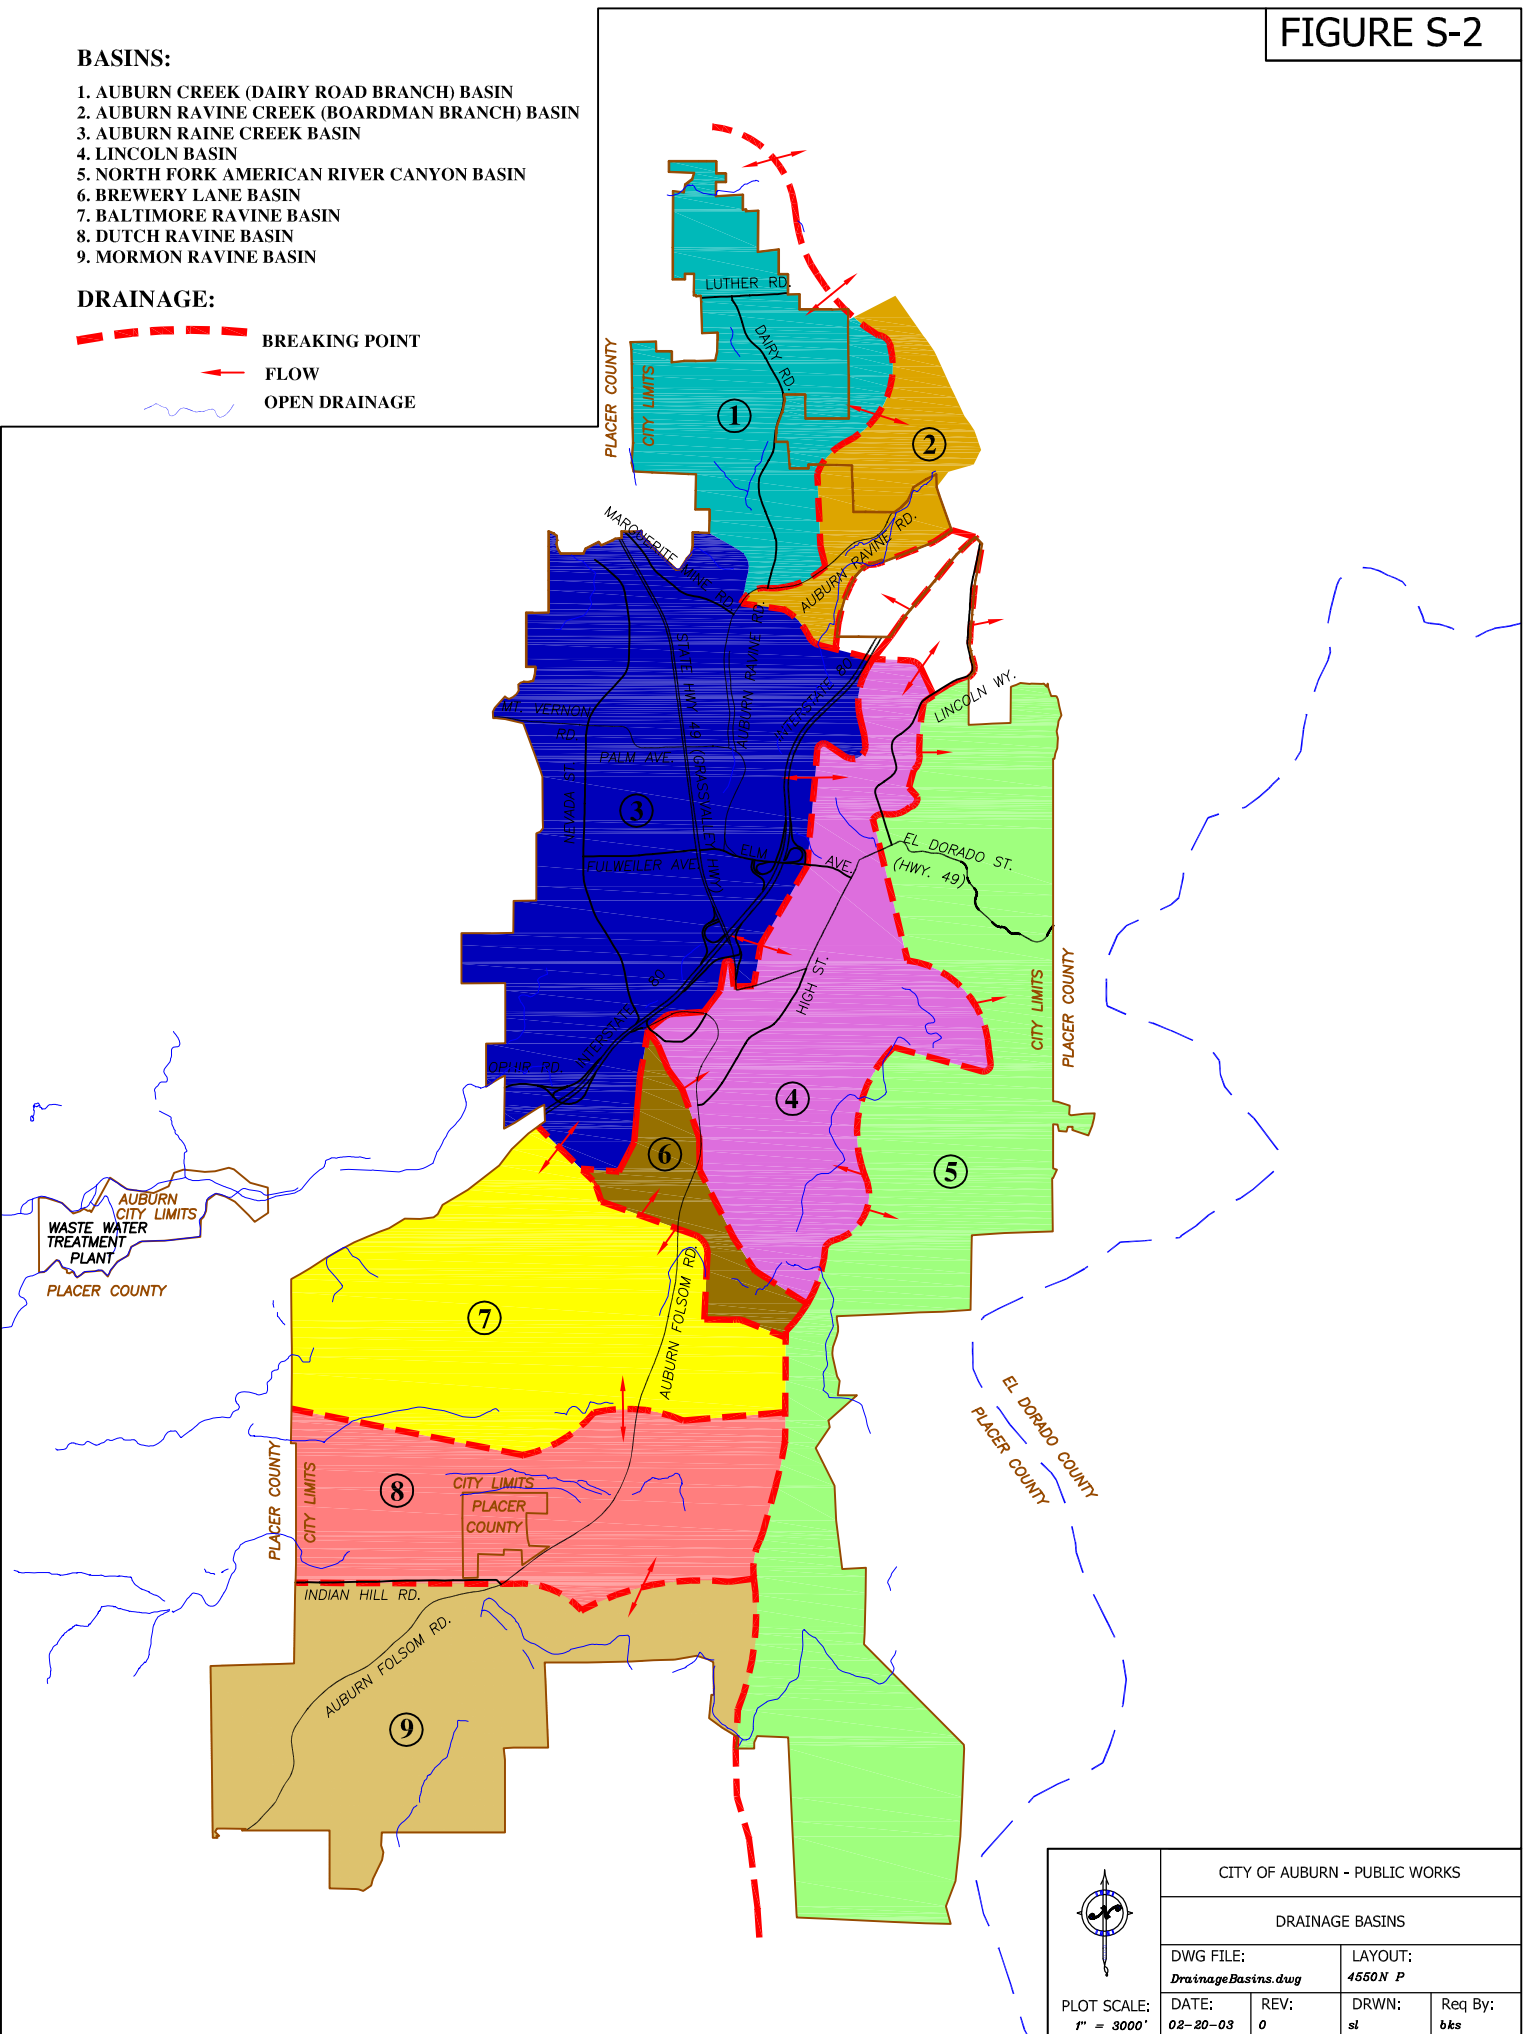 FIGURE S-2
BASINS:
1. AUBURN CREEK (DAIRY ROAD BRANCH) BASIN
2. AUBURN RAVINE CREEK (BOARDMAN BRANCH) BASIN
3. AUBURN RAINE CREEK BASIN
4. LINCOLN BASIN
5. NORTH FORK AMERICAN RIVER CANYON BASIN
6. BREWERY LANE BASIN
7. BALTIMORE RAVINE BASIN
8. DUTCH RAVINE BASIN
9. MORMON RAVINE BASIN
DRAINAGE:
BREAKING POINT
FLOW
OPEN DRAINAGE
LUTHER RD.
DAIRY RD.
PLACER COUNTY
CITY LIMITS
1
2
MARGUERITE MINE RD.
AUBURN RAVINE RD.
STATE HWY 49 (GRASSVALLEY HWY)
AUBURN RAVINE RD.
INTERSTATE 80
LINCOLN WY.
MT. VERNON
RD.
PALM AVE.
NEVADA ST.
3
FULWEILER AVE.
ELM
AVE.
EL DORADO ST.
(HWY. 49)
HIGH ST.
INTERSTATE 80
CITY LIMITS
PLACER COUNTY
OPHIR RD.
4
6
5
AUBURN
CITY LIMITS
WASTE WATER
TREATMENT
PLANT
PLACER COUNTY
7
AUBURN FOLSOM RD.
EL DORADO COUNTY
PLACER COUNTY
PLACER COUNTY
CITY LIMITS
8
CITY LIMITS
PLACER
COUNTY
INDIAN HILL RD.
AUBURN FOLSOM RD.
9
CITY OF AUBURN - PUBLIC WORKS
DRAINAGE BASINS
DWG FILE:
DrainageBasins.dwg
LAYOUT:
4550N P
PLOT SCALE:
1" = 3000'
DATE:
02-20-03
REV:
0
DRWN:
sl
Req By:
bks
N